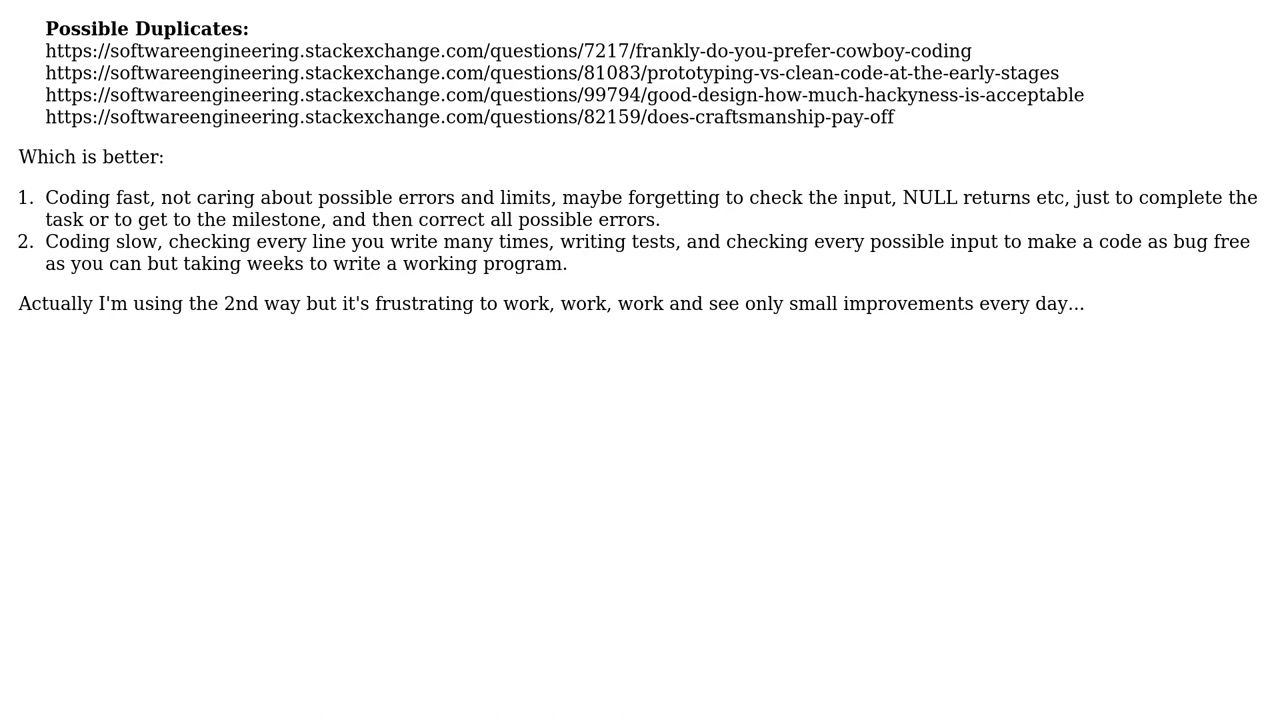 Possible Duplicates:
https://softwareengineering.stackexchange.com/questions/7217/frankly-do-you-prefer-cowboy-coding
https://softwareengineering.stackexchange.com/questions/81083/prototyping-vs-clean-code-at-the-early-stages
https://softwareengineering.stackexchange.com/questions/99794/good-design-how-much-hackyness-is-acceptable
https://softwareengineering.stackexchange.com/questions/82159/does-craftsmanship-pay-off
Which is better:
1. Coding fast, not caring about possible errors and limits, maybe forgetting to check the input, NULL returns etc, just to complete the
task or to get to the milestone, and then correct all possible errors.
2. Coding slow, checking every line you write many times, writing tests, and checking every possible input to make a code as bug free
as you can but taking weeks to write a working program.
Actually I'm using the 2nd way but it's frustrating to work, work, work and see only small improvements every day...